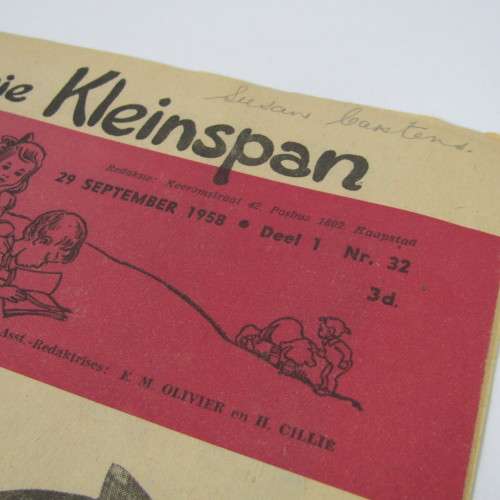 ie Kleinspan
Susan Carstens.
Redaksie: Keeromstraat 42, Posbus 1802, Kaapstad
29 SEPTEMBER 1958 • Deel 1 Nr. 32
3d.
Asst.-Redaktrises: E. M. OLIVIER en H. CILLIÉ